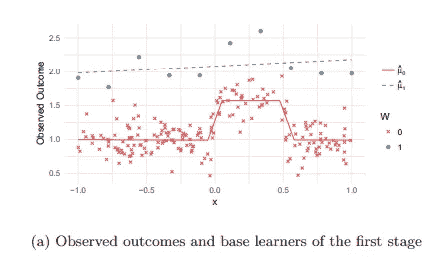 2.5
2.0
1.5
1.0
0.5
Observed Outcome
−1.0 −0.5 0.0 0.5 1.0
x
μ̂₀
μ̂₁
W
0
1
(a) Observed outcomes and base learners of the first stage